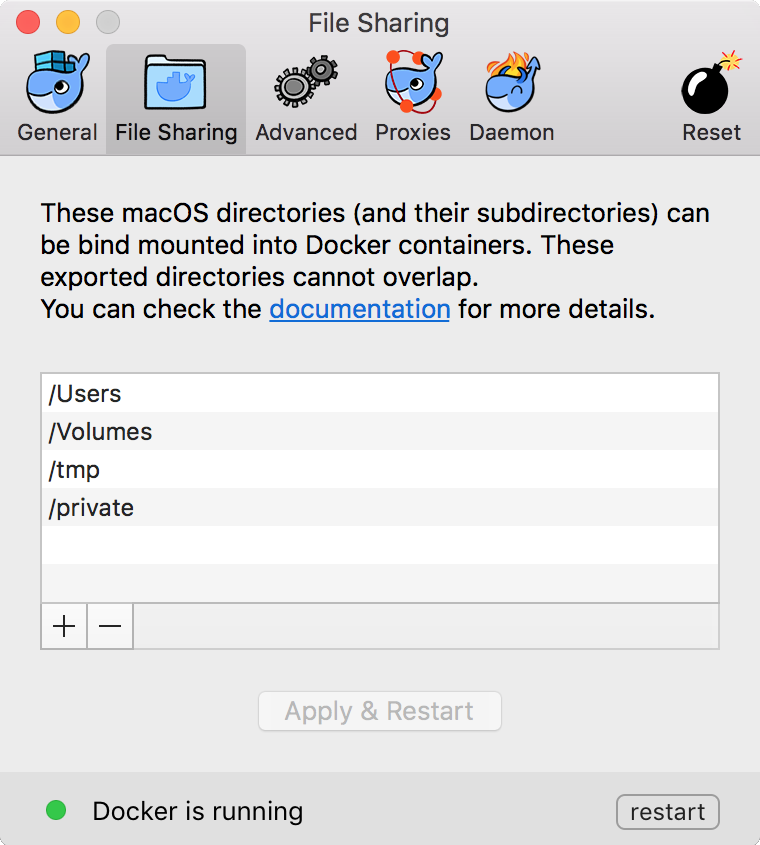 File Sharing
General
File Sharing
Advanced
Proxies
Daemon
Reset
These macOS directories (and their subdirectories) can
be bind mounted into Docker containers. These
exported directories cannot overlap.
You can check the documentation for more details.
/Users
/Volumes
/tmp
/private
Apply & Restart
Docker is running
restart